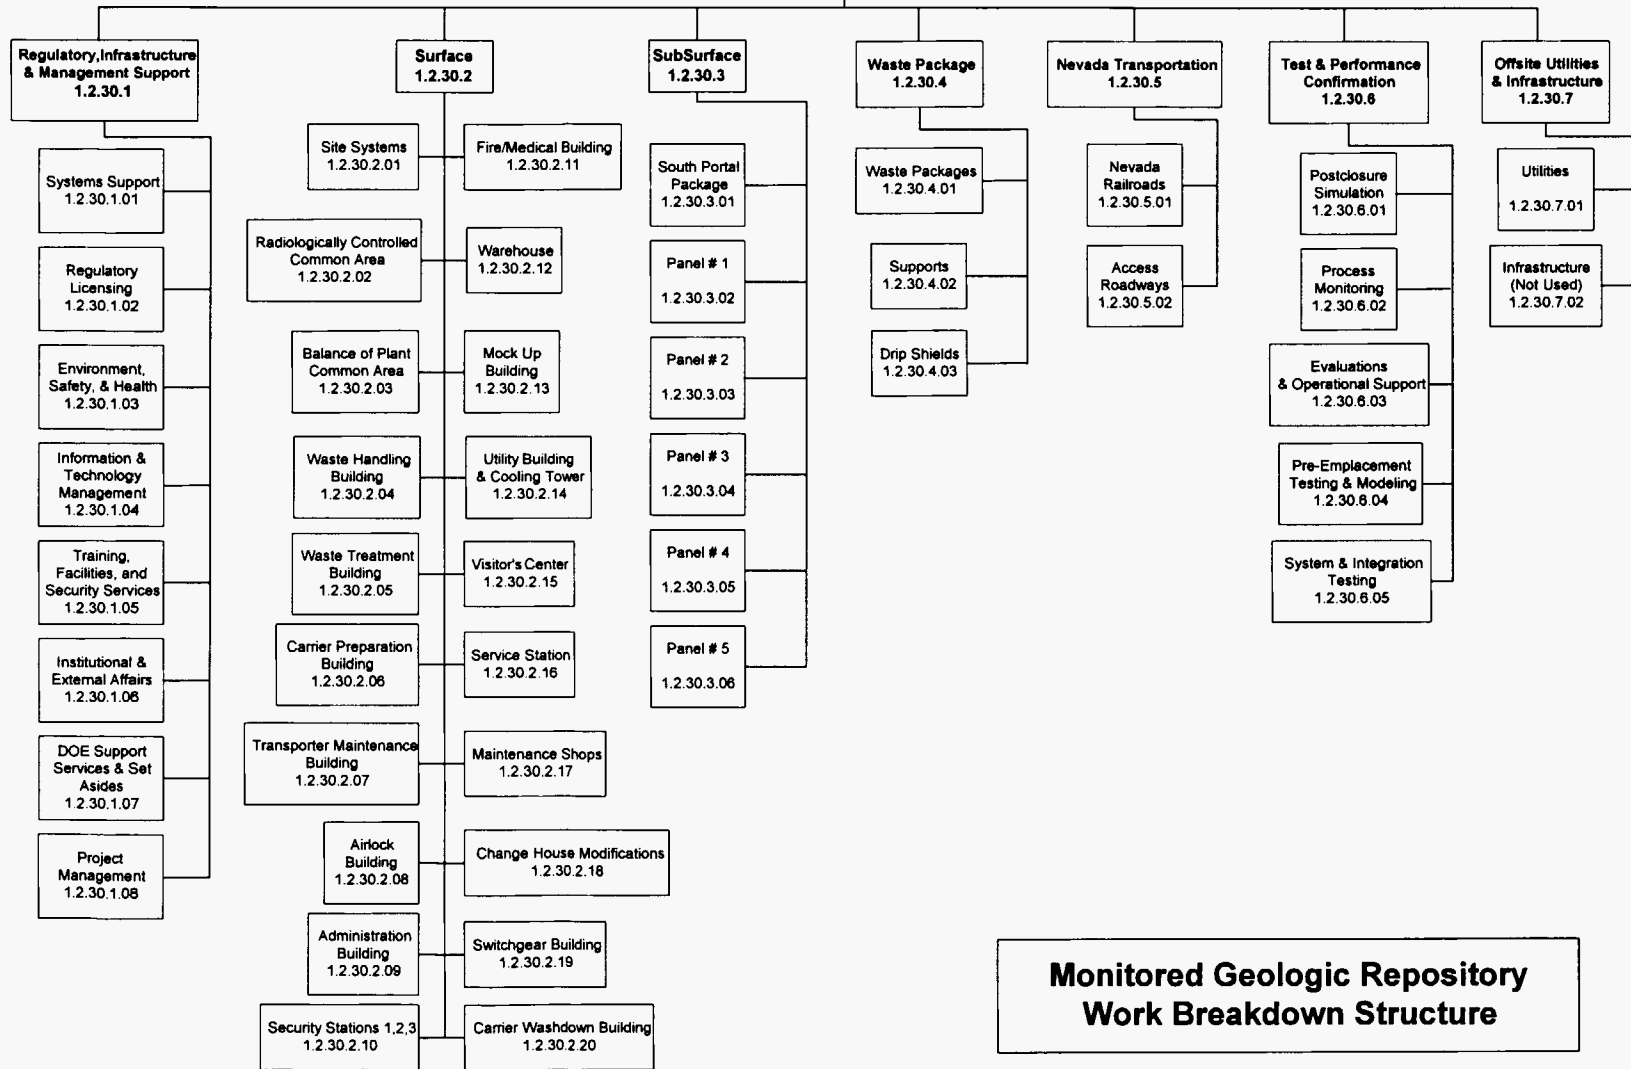 Regulatory,Infrastructure
& Management Support
1.2.30.1
Systems Support
1.2.30.1.01
Regulatory
Licensing
1.2.30.1.02
Environment,
Safety, & Health
1.2.30.1.03
Information &
Technology
Management
1.2.30.1.04
Training,
Facilities, and
Security Services
1.2.30.1.05
Institutional &
External Affairs
1.2.30.1.06
DOE Support
Services & Set
Asides
1.2.30.1.07
Project
Management
1.2.30.1.08
Surface
1.2.30.2
Site Systems
1.2.30.2.01
Radiologically Controlled
Common Area
1.2.30.2.02
Balance of Plant
Common Area
1.2.30.2.03
Waste Handling
Building
1.2.30.2.04
Waste Treatment
Building
1.2.30.2.05
Carrier Preparation
Building
1.2.30.2.06
Transporter Maintenance
Building
1.2.30.2.07
Airlock
Building
1.2.30.2.08
Administration
Building
1.2.30.2.09
Security Stations 1,2,3
1.2.30.2.10
Fire/Medical Building
1.2.30.2.11
Warehouse
1.2.30.2.12
Mock Up
Building
1.2.30.2.13
Utility Building
& Cooling Tower
1.2.30.2.14
Visitor's Center
1.2.30.2.15
Service Station
1.2.30.2.16
Maintenance Shops
1.2.30.2.17
Change House Modifications
1.2.30.2.18
Switchgear Building
1.2.30.2.19
Carrier Washdown Building
1.2.30.2.20
SubSurface
1.2.30.3
South Portal
Package
1.2.30.3.01
Panel # 1
1.2.30.3.02
Panel # 2
1.2.30.3.03
Panel # 3
1.2.30.3.04
Panel # 4
1.2.30.3.05
Panel # 5
1.2.30.3.06
Waste Package
1.2.30.4
Waste Packages
1.2.30.4.01
Supports
1.2.30.4.02
Drip Shields
1.2.30.4.03
Nevada Transportation
1.2.30.5
Nevada
Railroads
1.2.30.5.01
Access
Roadways
1.2.30.5.02
Test & Performance
Confirmation
1.2.30.6
Postclosure
Simulation
1.2.30.6.01
Process
Monitoring
1.2.30.6.02
Evaluations
& Operational Support
1.2.30.6.03
Pre-Emplacement
Testing & Modeling
1.2.30.6.04
System & Integration
Testing
1.2.30.6.05
Offsite Utilities
& Infrastructure
1.2.30.7
Utilities
1.2.30.7.01
Infrastructure
(Not Used)
1.2.30.7.02
Monitored Geologic Repository
Work Breakdown Structure